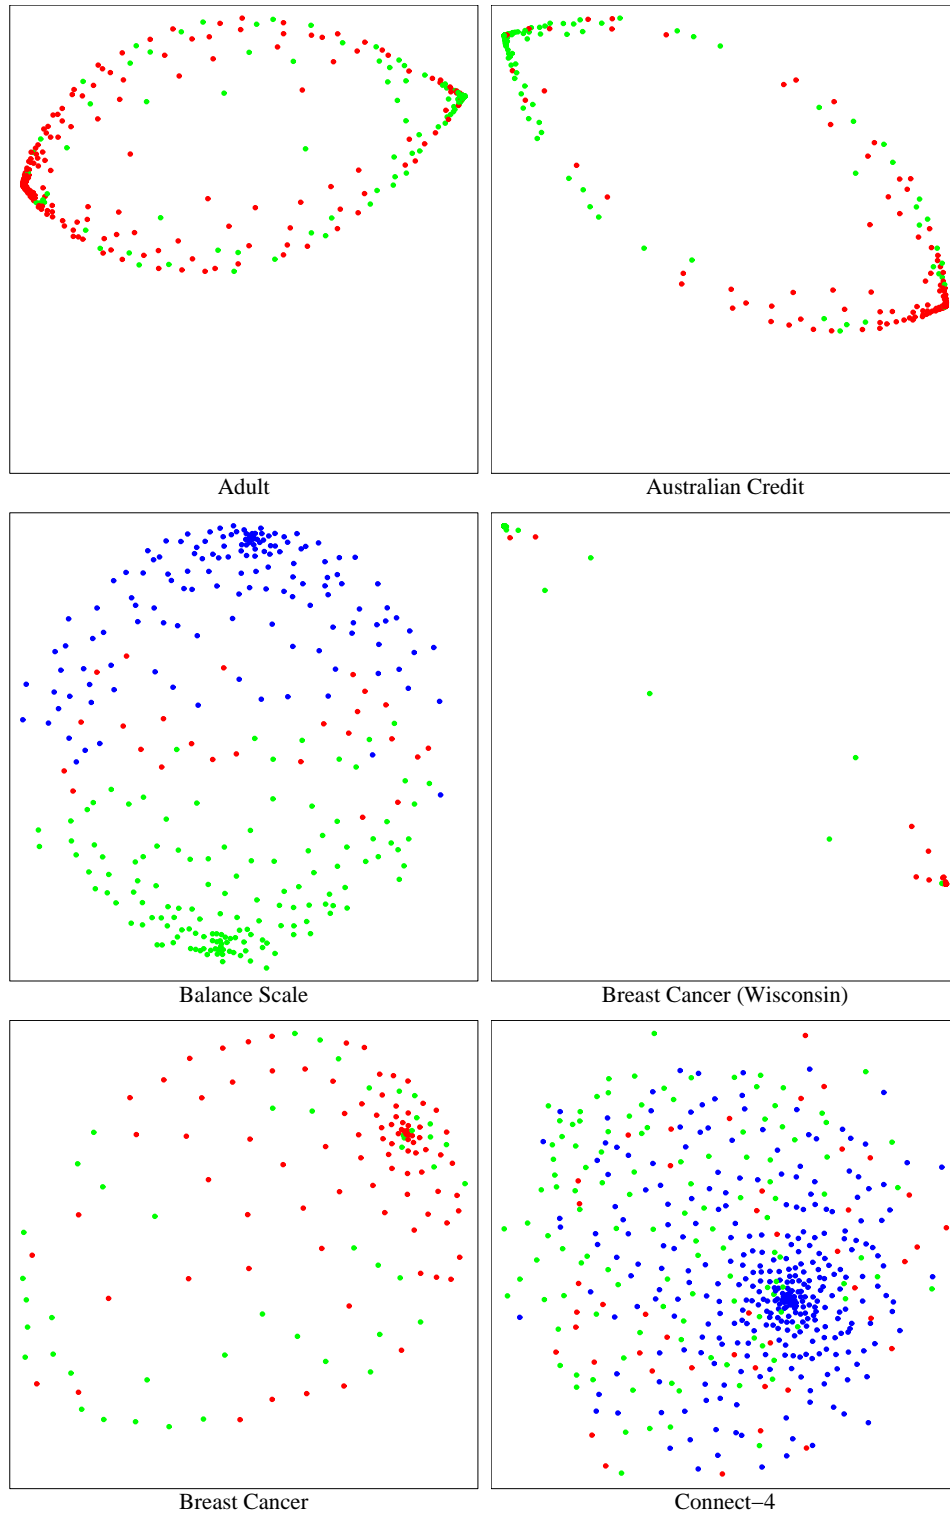 Adult
Australian Credit
Balance Scale
Breast Cancer (Wisconsin)
Breast Cancer
Connect−4